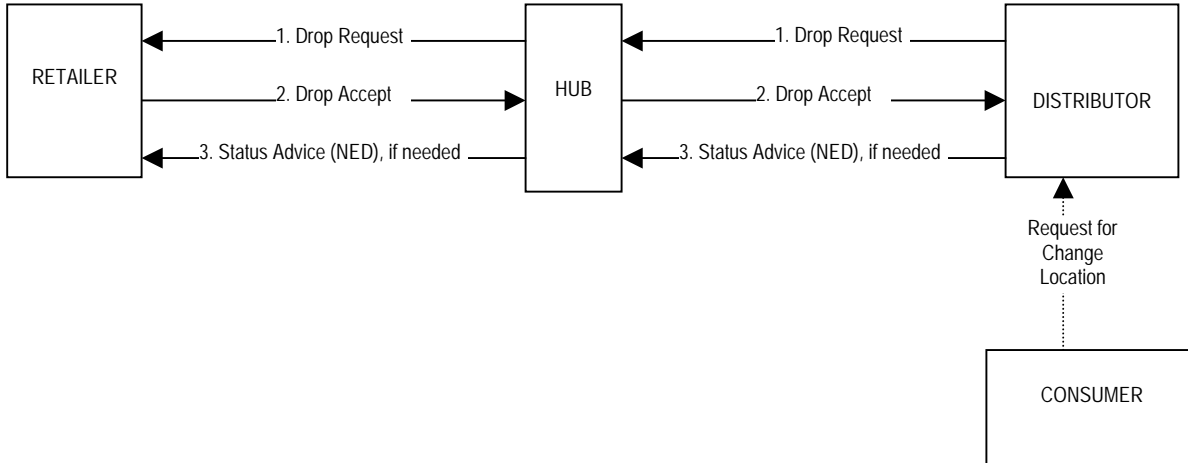 1. Drop Request
1. Drop Request
RETAILER
HUB
2. Drop Accept
2. Drop Accept
DISTRIBUTOR
3. Status Advice (NED), if needed
3. Status Advice (NED), if needed
Request for
Change
Location
CONSUMER